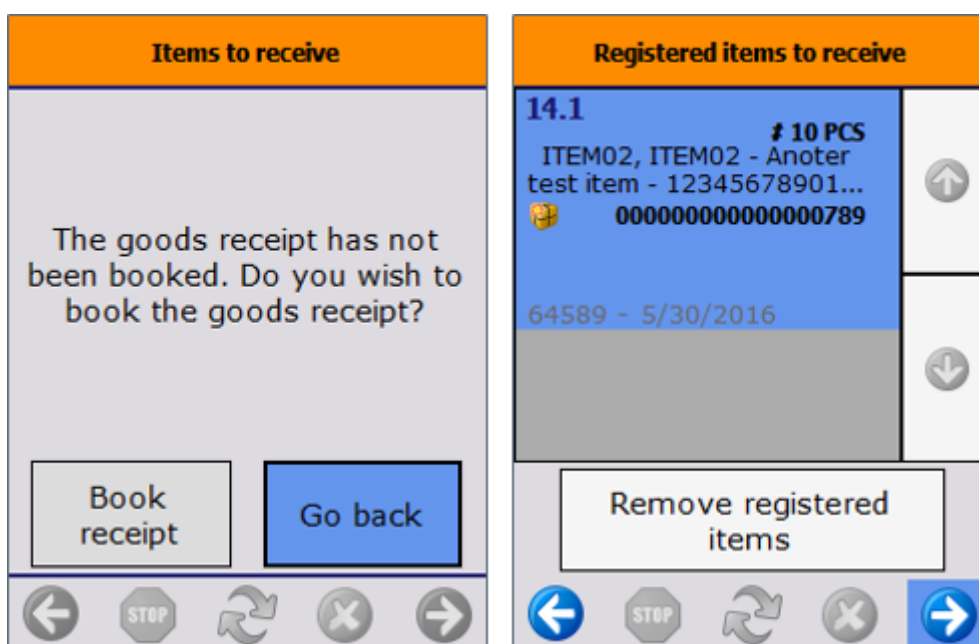 Items to receive
The goods receipt has not
been booked. Do you wish to
book the goods receipt?
Book
receipt
Go back
STOP
Registered items to receive
14.1
# 10 PCS
ITEM02, ITEM02 - Anoter
test item - 12345678901...
000000000000000789
64589 - 5/30/2016
Remove registered
items
STOP